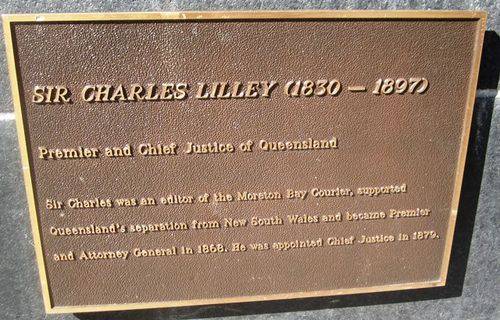 SIR CHARLES LILLEY (1830 — 1897)
Premier and Chief Justice of Queensland
Sir Charles was an editor of the Moreton Bay Courier, supported
Queensland's separation from New South Wales and became Premier
and Attorney General in 1868. He was appointed Chief Justice in 1879.